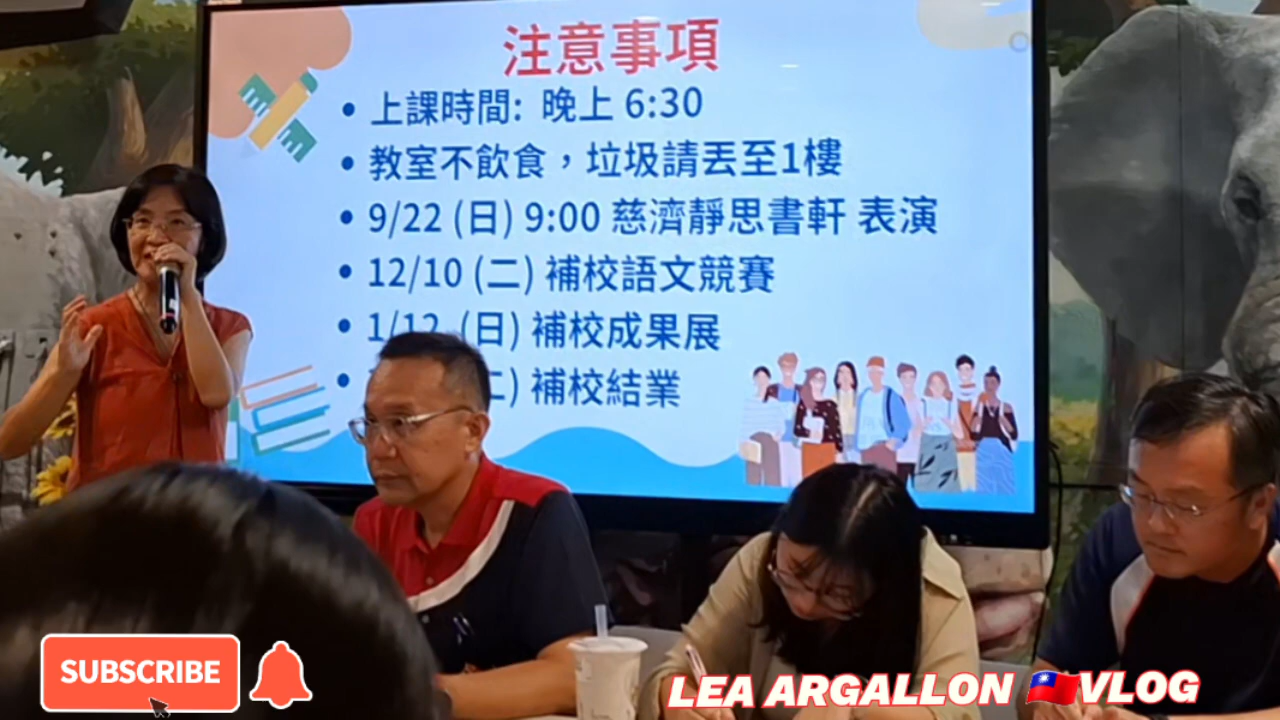 注意事項
• 上課時間: 晚上 6:30
• 教室不飲食，垃圾請丟至1樓
• 9/22 (日) 9:00 慈濟靜思書軒 表演
• 12/10 (二) 補校語文競賽
• 1/12 (日) 補校成果展
• 二) 補校結業
SUBSCRIBE
LEA ARGALLON 🇹🇼VLOG